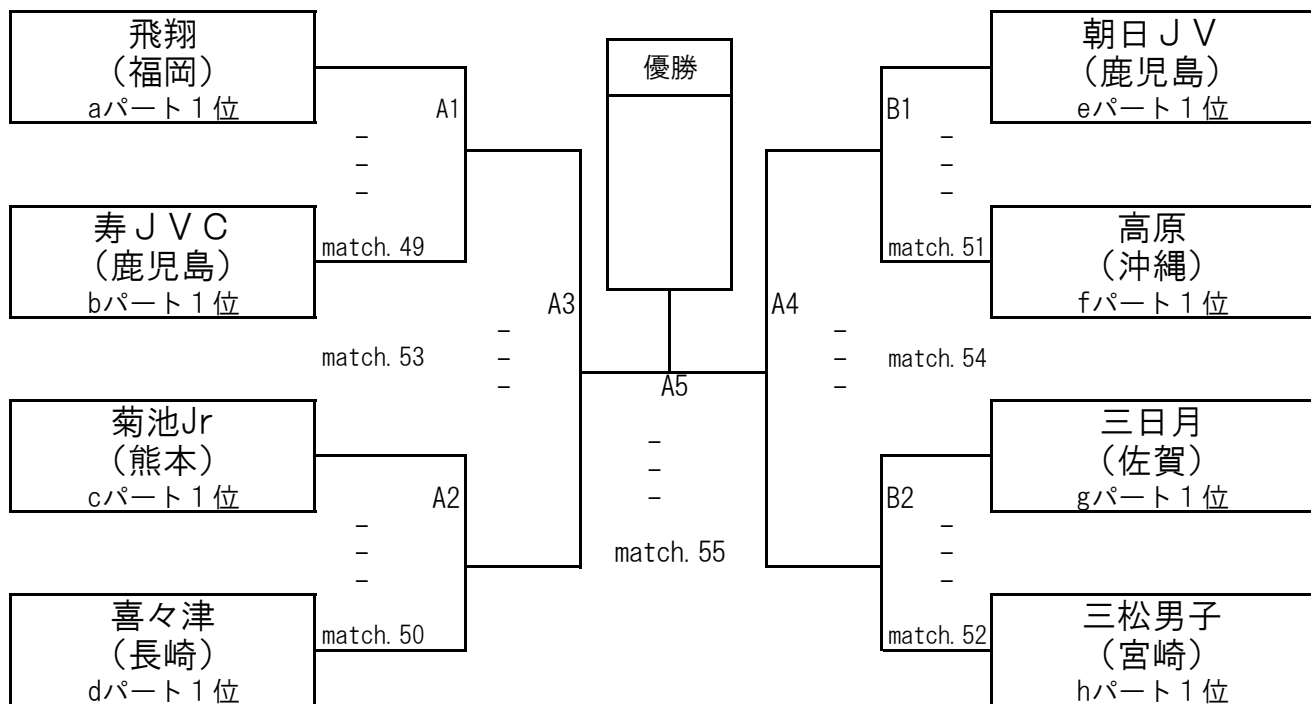 飛翔
（福岡）
aパート１位
A1
－
－
－
寿ＪＶＣ
（鹿児島）
bパート１位
match. 49
match. 53
A3
－
－
－
菊池Jr
（熊本）
cパート１位
A2
－
－
－
喜々津
（長崎）
dパート１位
match. 50
優勝
A5
－
－
－
match. 55
朝日ＪＶ
（鹿児島）
eパート１位
B1
－
－
－
高原
（沖縄）
fパート１位
match. 51
A4
－
－
－
match. 54
三日月
（佐賀）
gパート１位
B2
－
－
－
三松男子
（宮崎）
hパート１位
match. 52